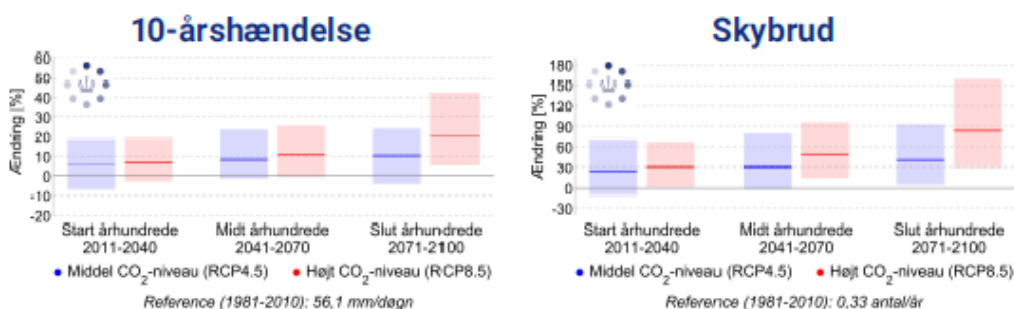 10-årshændelse
60
50
40
30
20
10
0
-10
-20
Ændring [%]
Start århundrede
2011-2040
Midt århundrede
2041-2070
Slut århundrede
2071-2100
Middel CO2-niveau (RCP4.5)
Højt CO2-niveau (RCP8.5)
Reference (1981-2010): 56,1 mm/døgn
Skybrud
180
150
120
90
60
30
0
-30
Ændring [%]
Start århundrede
2011-2040
Midt århundrede
2041-2070
Slut århundrede
2071-2100
Middel CO2-niveau (RCP4.5)
Højt CO2-niveau (RCP8.5)
Reference (1981-2010): 0,33 antal/år